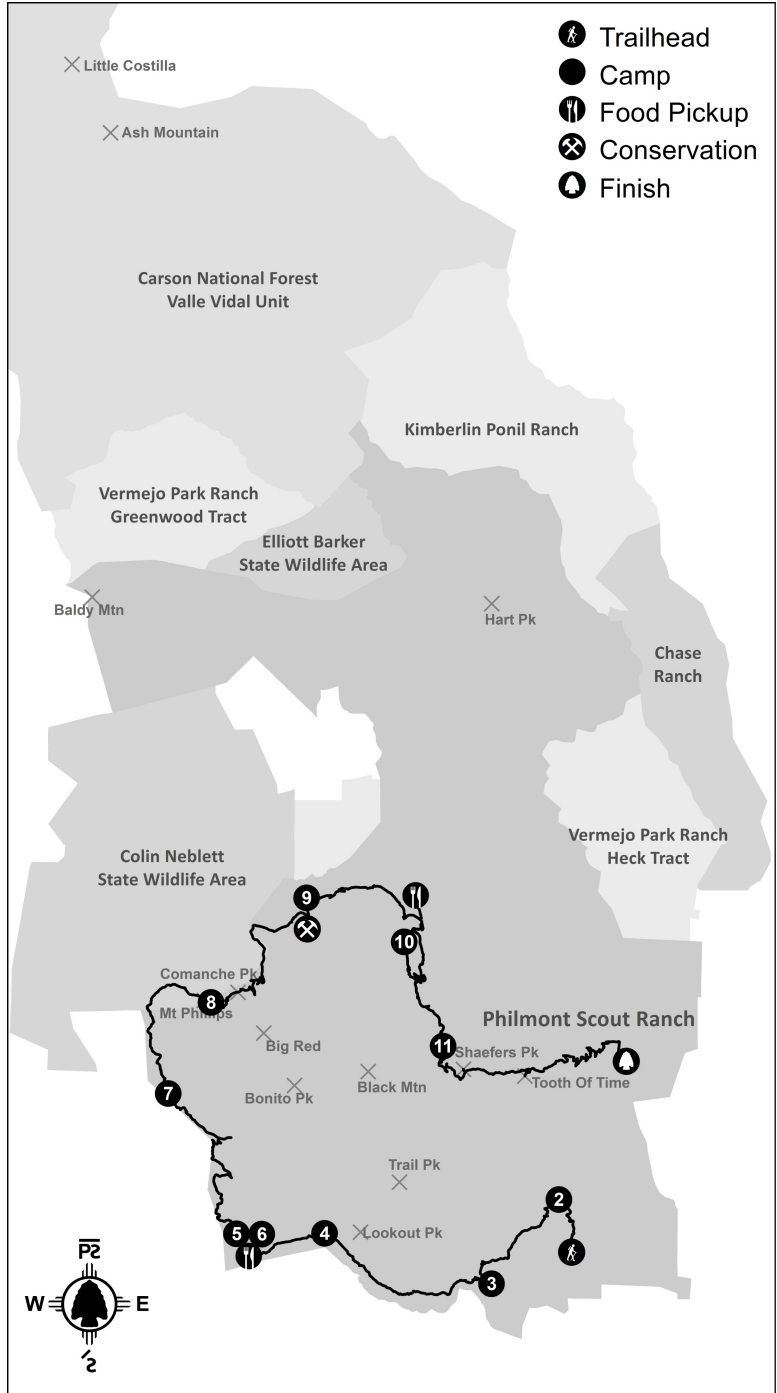 Trailhead
Camp
Food Pickup
Conservation
Finish
Little Costilla
Ash Mountain
Carson National Forest
Valle Vidal Unit
Kimberlin Ponil Ranch
Vermejo Park Ranch
Greenwood Tract
Elliott Barker
State Wildlife Area
Baldy Mtn
Hart Pk
Chase
Ranch
Vermejo Park Ranch
Heck Tract
Colin Neblett
State Wildlife Area
9
10
Comanche Pk
8
Mt Phillips
Philmont Scout Ranch
Big Red
11
Shaefers Pk
Black Mtn
Tooth Of Time
Bonito Pk
7
Trail Pk
2
5
6
4
Lookout Pk
3
W
E